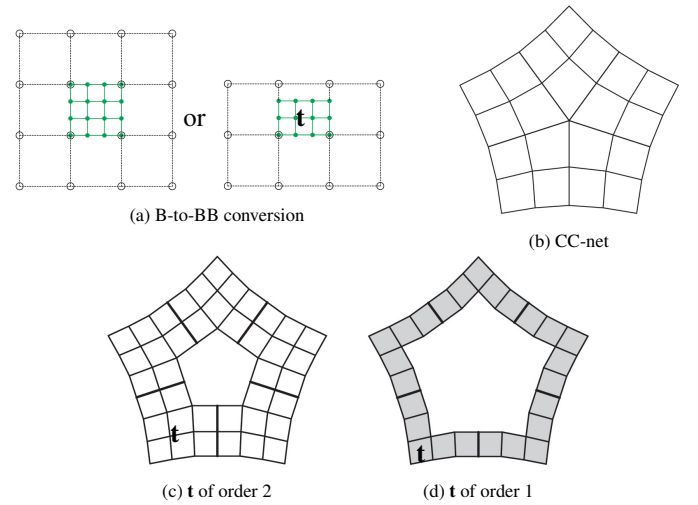 or
t
(a) B-to-BB conversion
(b) CC-net
t
t
(c) t of order 2
(d) t of order 1